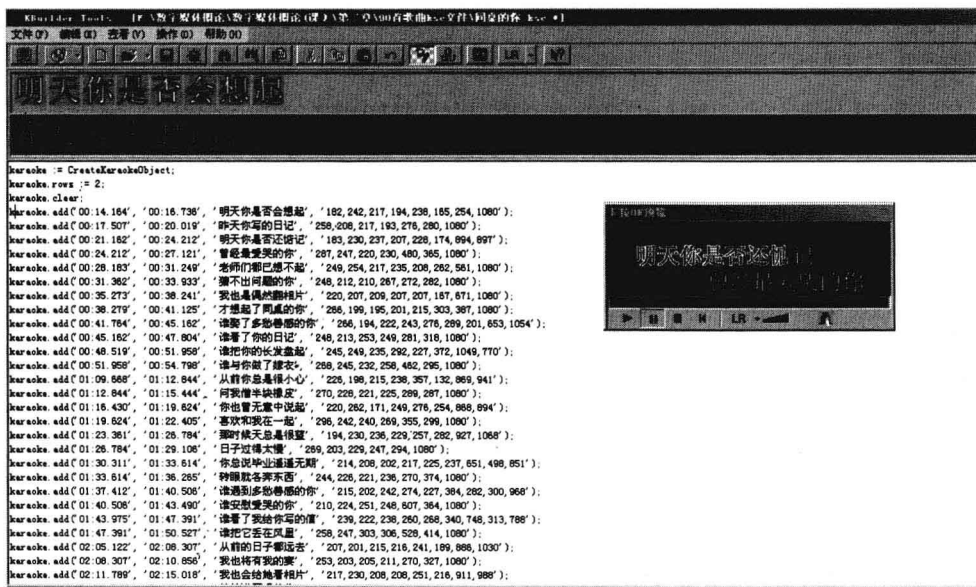 KBuilder Tools
文件(F) 编辑(E) 查看(V) 操作(O) 帮助(H)
LR
明天你是否会想起
karaoke := CreateKaraokeObject;
karaoke.rows := 2;
karaoke.clear;
karaoke.add('00:14.164', '00:16.736', '明天你是否会想起', '182,242,217,194,238,165,254,1080');
karaoke.add('00:17.507', '00:20.019', '昨天你写的日记', '258,208,217,193,276,280,1080');
karaoke.add('00:21.162', '00:24.212', '明天你是否还惦记', '183,230,237,207,228,174,894,897');
karaoke.add('00:24.212', '00:27.121', '曾经最爱哭的你', '287,247,220,230,480,365,1080');
karaoke.add('00:28.183', '00:31.249', '老师们都已想不起', '249,254,217,235,208,262,561,1080');
karaoke.add('00:31.362', '00:33.933', '猜不出问题的你', '248,212,210,267,272,282,1080');
karaoke.add('00:35.273', '00:38.241', '我也是偶然翻相片', '220,207,209,207,207,167,671,1080');
karaoke.add('00:38.279', '00:41.125', '才想起了同桌的你', '266,199,195,201,215,303,387,1080');
karaoke.add('00:41.764', '00:45.162', '谁娶了多愁善感的你', '266,194,222,243,276,289,201,653,1054');
karaoke.add('00:45.162', '00:47.804', '谁看了你的日记', '248,213,253,249,281,318,1080');
karaoke.add('00:48.519', '00:51.958', '谁把你的长发盘起', '245,249,235,292,227,372,1049,770');
karaoke.add('00:51.958', '00:54.798', '谁与你做了嫁衣', '268,245,232,258,462,295,1080');
karaoke.add('01:09.668', '01:12.844', '从前你总是很小心', '226,198,215,238,357,132,869,941');
karaoke.add('01:12.844', '01:15.444', '问我借半块橡皮', '270,228,221,225,289,287,1080');
karaoke.add('01:16.430', '01:19.624', '你也曾无意中说起', '220,262,171,249,276,254,868,894');
karaoke.add('01:19.624', '01:22.405', '喜欢和我在一起', '296,242,240,269,355,299,1080');
karaoke.add('01:23.361', '01:26.784', '那时候天总是很蓝', '194,230,236,229,257,282,927,1068');
karaoke.add('01:26.784', '01:29.106', '日子过得太慢', '269,203,229,247,294,1080');
karaoke.add('01:30.311', '01:33.614', '你总说毕业遥遥无期', '214,208,202,217,225,237,651,498,851');
karaoke.add('01:33.614', '01:36.265', '转眼就各奔东西', '244,226,221,236,270,374,1080');
karaoke.add('01:37.412', '01:40.506', '谁遇到多愁善感的你', '215,202,242,274,227,384,282,300,968');
karaoke.add('01:40.506', '01:43.490', '谁安慰爱哭的你', '210,224,251,248,607,364,1080');
karaoke.add('01:43.975', '01:47.391', '谁看了我给你写的信', '239,222,238,260,268,340,748,313,788');
karaoke.add('01:47.391', '01:50.527', '谁把它丢在风里', '258,247,303,306,528,414,1080');
karaoke.add('02:05.122', '02:08.307', '从前的日子都远去', '207,201,215,216,241,189,886,1030');
karaoke.add('02:08.307', '02:10.856', '我也将有我的妻', '253,203,205,211,270,327,1080');
karaoke.add('02:11.789', '02:15.018', '我也会给她看相片', '217,230,208,208,251,216,911,988');
明天你是否还惦记
LR